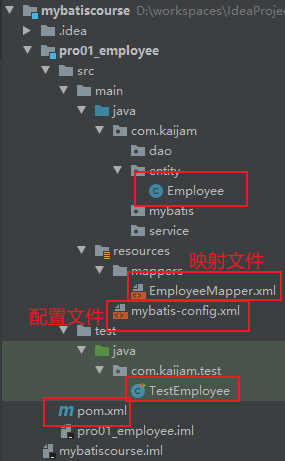 mybatiscourse D:\workspaces\IdeaProje
.idea
pro01_employee
src
main
java
com.kaijam
dao
entity
Employee
mybatis
service
resources
映射文件
mappers
EmployeeMapper.xml
配置文件
mybatis-config.xml
test
java
com.kaijam.test
TestEmployee
pom.xml
pro01_employee.iml
mybatiscourse.iml